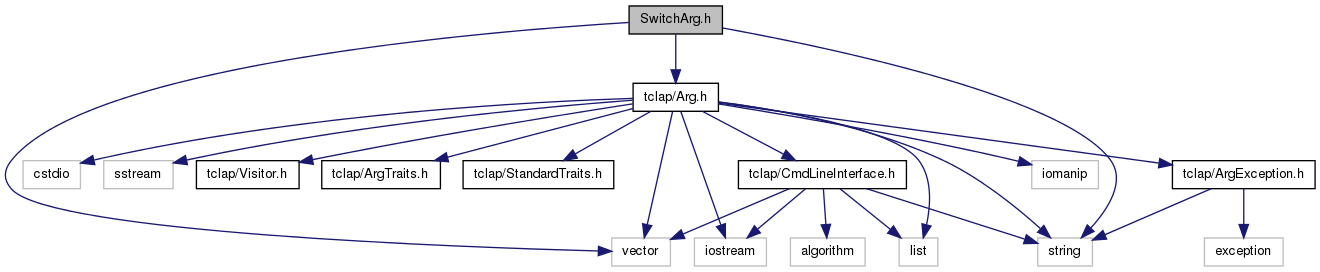 SwitchArg.h
tclap/Arg.h
cstdio
sstream
tclap/Visitor.h
tclap/ArgTraits.h
tclap/StandardTraits.h
tclap/CmdLineInterface.h
iomanip
tclap/ArgException.h
vector
iostream
algorithm
list
string
exception